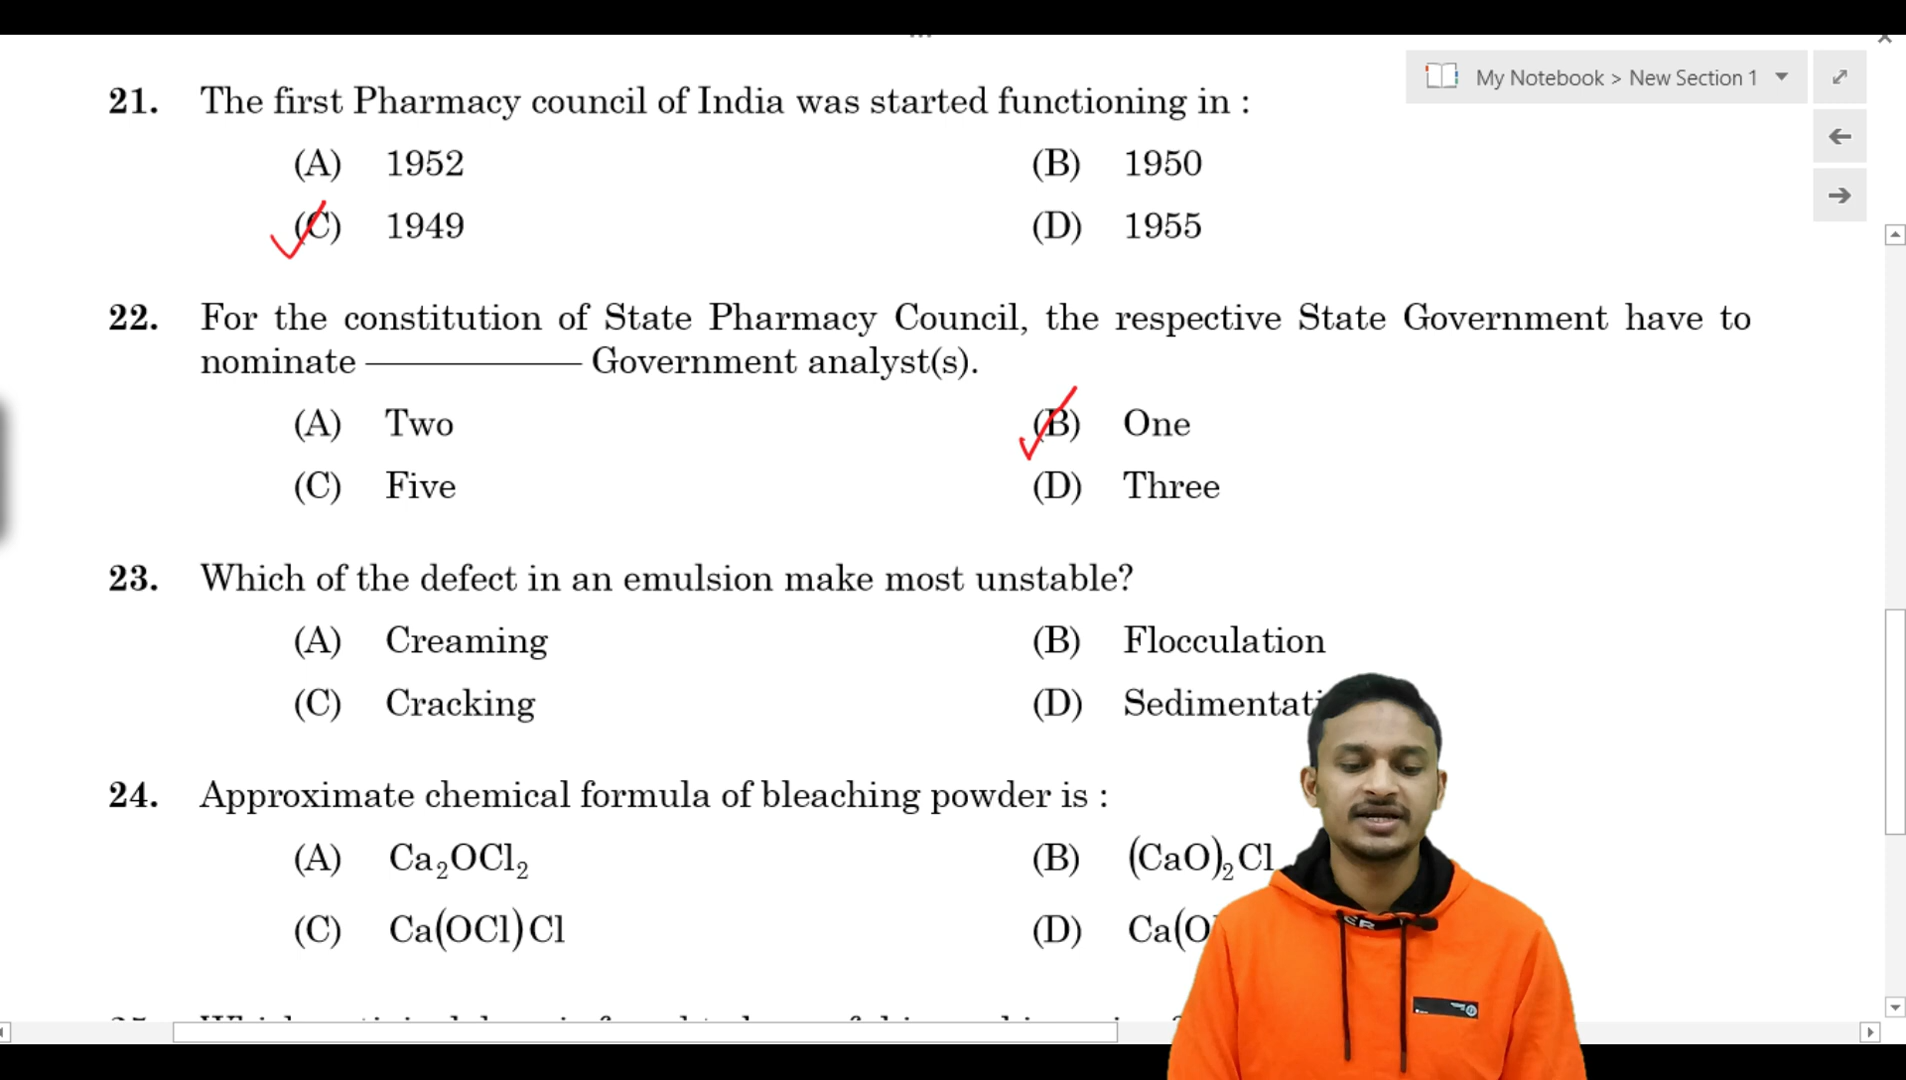 My Notebook > New Section 1
21. The first Pharmacy council of India was started functioning in :
(A) 1952 (B) 1950
(C) 1949 (D) 1955
22. For the constitution of State Pharmacy Council, the respective State Government have to
nominate ———— Government analyst(s).
(A) Two (B) One
(C) Five (D) Three
23. Which of the defect in an emulsion make most unstable?
(A) Creaming (B) Flocculation
(C) Cracking (D)
24. Approximate chemical formula of bleaching powder is :
(A) Ca₂OCl₂ (B) (CaO)₂Cl
(C) Ca(OCl)Cl (D) Ca(O